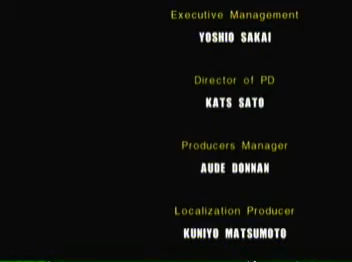 Executive Management
YOSHIO SAKAI
Director of PD
KATS SATO
Producers Manager
AUDE DONNAN
Localization Producer
KUNIYO MATSUMOTO